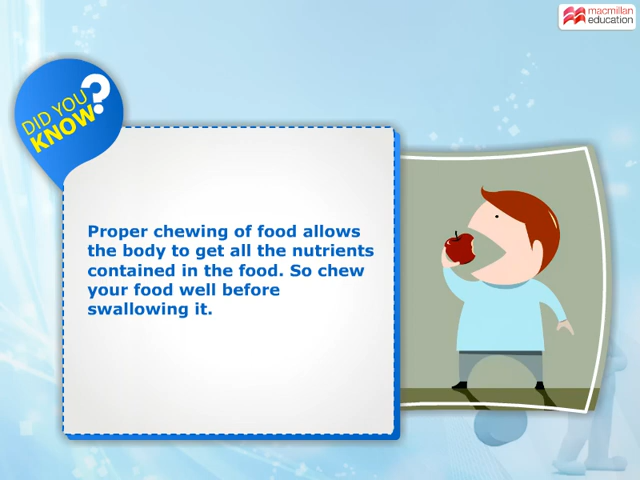 macmillan
education
DID YOU
KNOW?
Proper chewing of food allows
the body to get all the nutrients
contained in the food. So chew
your food well before
swallowing it.